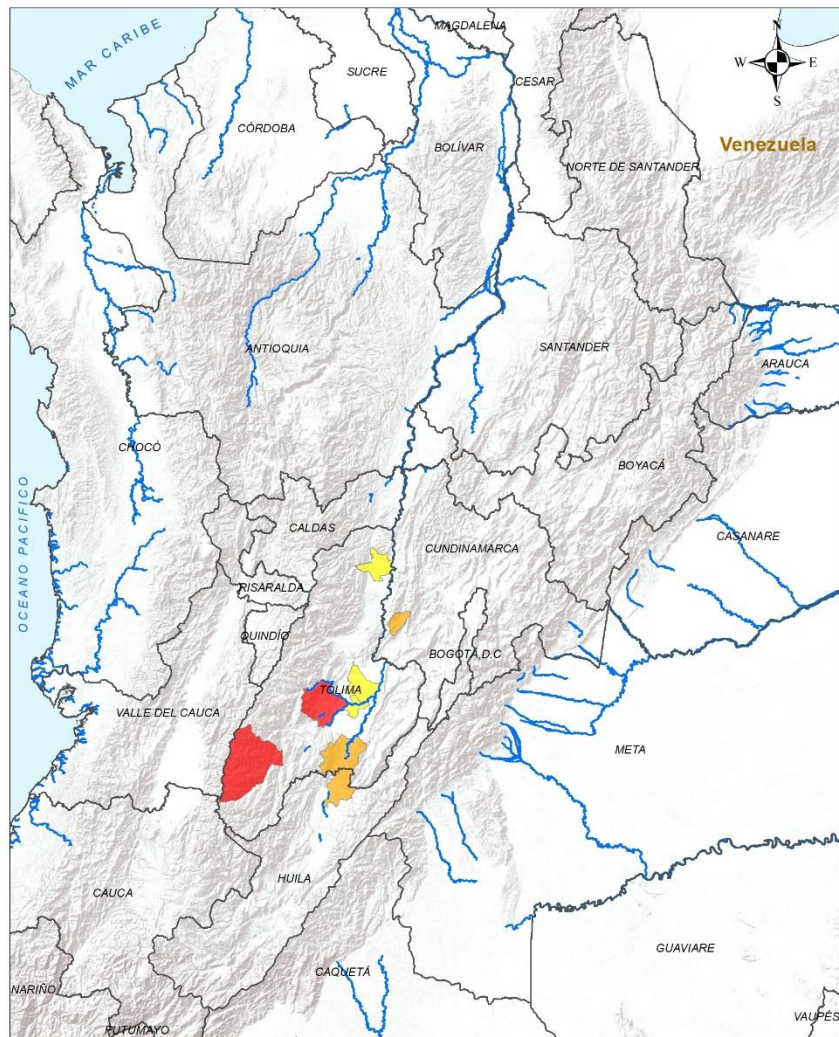 MAGDALENA
MAR CARIBE
N
W E
S
SUCRE
CESAR
CÓRDOBA
BOLÍVAR
Venezuela
NORTE DE SANTANDER
ANTIOQUIA
SANTANDER
ARAUCA
CHOCÓ
BOYACÁ
OCEANO PACIFICO
CALDAS
CUNDINAMARCA
CASANARE
RISARALDA
QUINDÍO
BOGOTÁ, D.C
TOLIMA
VALLE DEL CAUCA
META
HUILA
CAUCA
GUAVIARE
CAQUETÁ
NARIÑO
VAUPÉS
PUTUMAYO